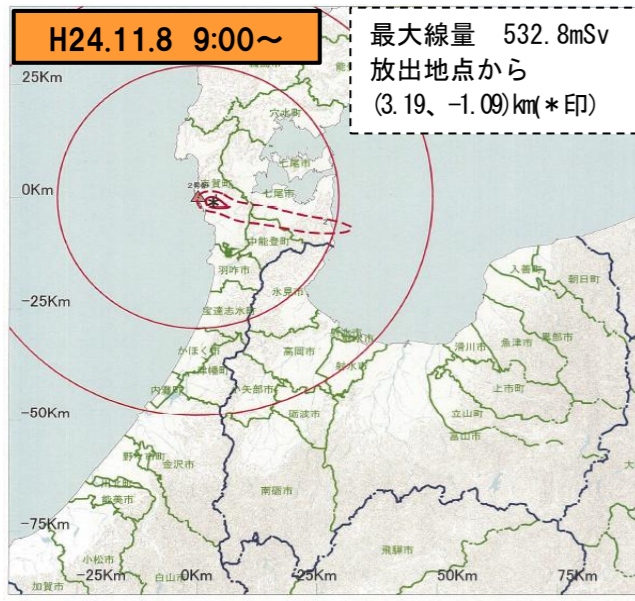 H24.11.8 9:00～
最大線量 532.8mSv
放出地点から
(3.19、-1.09)km(*印)
25Km
穴水町
七尾市
0Km
志賀町
七尾市
中能登町
羽咋市
氷見市
-25Km
宝達志水町
入善町
朝日町
かほく市
津幡町
高岡市
射水市
滑川市
魚津市
黒部市
内灘町
小矢部市
上市町
-50Km
砺波市
立山町
富山市
野々市町
金沢市
川北町
能美市
南砺市
-75Km
飛騨市
小松市
-25Km
0Km
25Km
50Km
75Km
白山市
加賀市